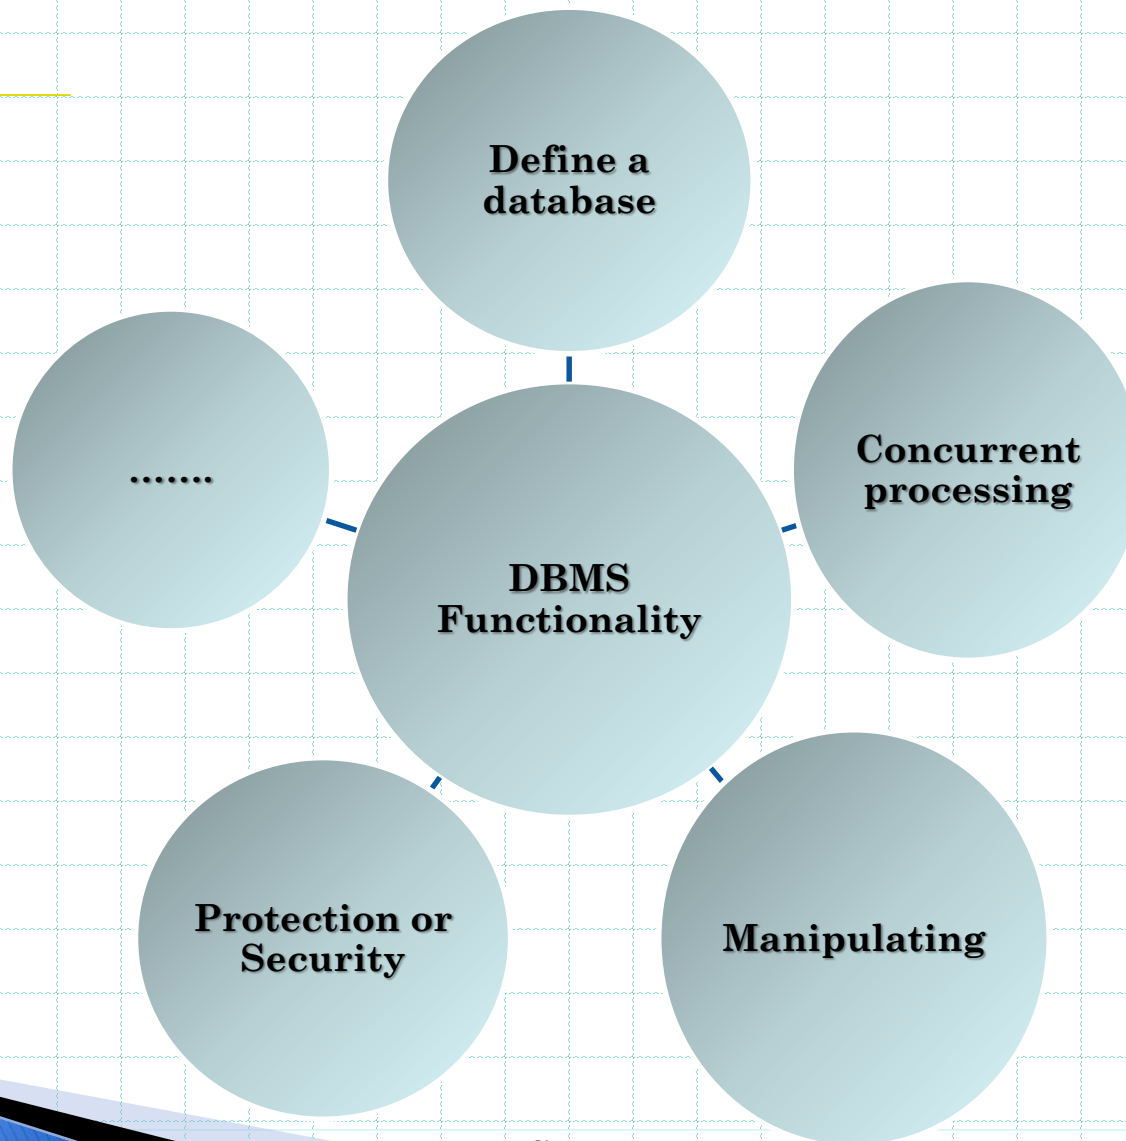 Define a
database
Concurrent
processing
.......
DBMS
Functionality
Protection or
Security
Manipulating